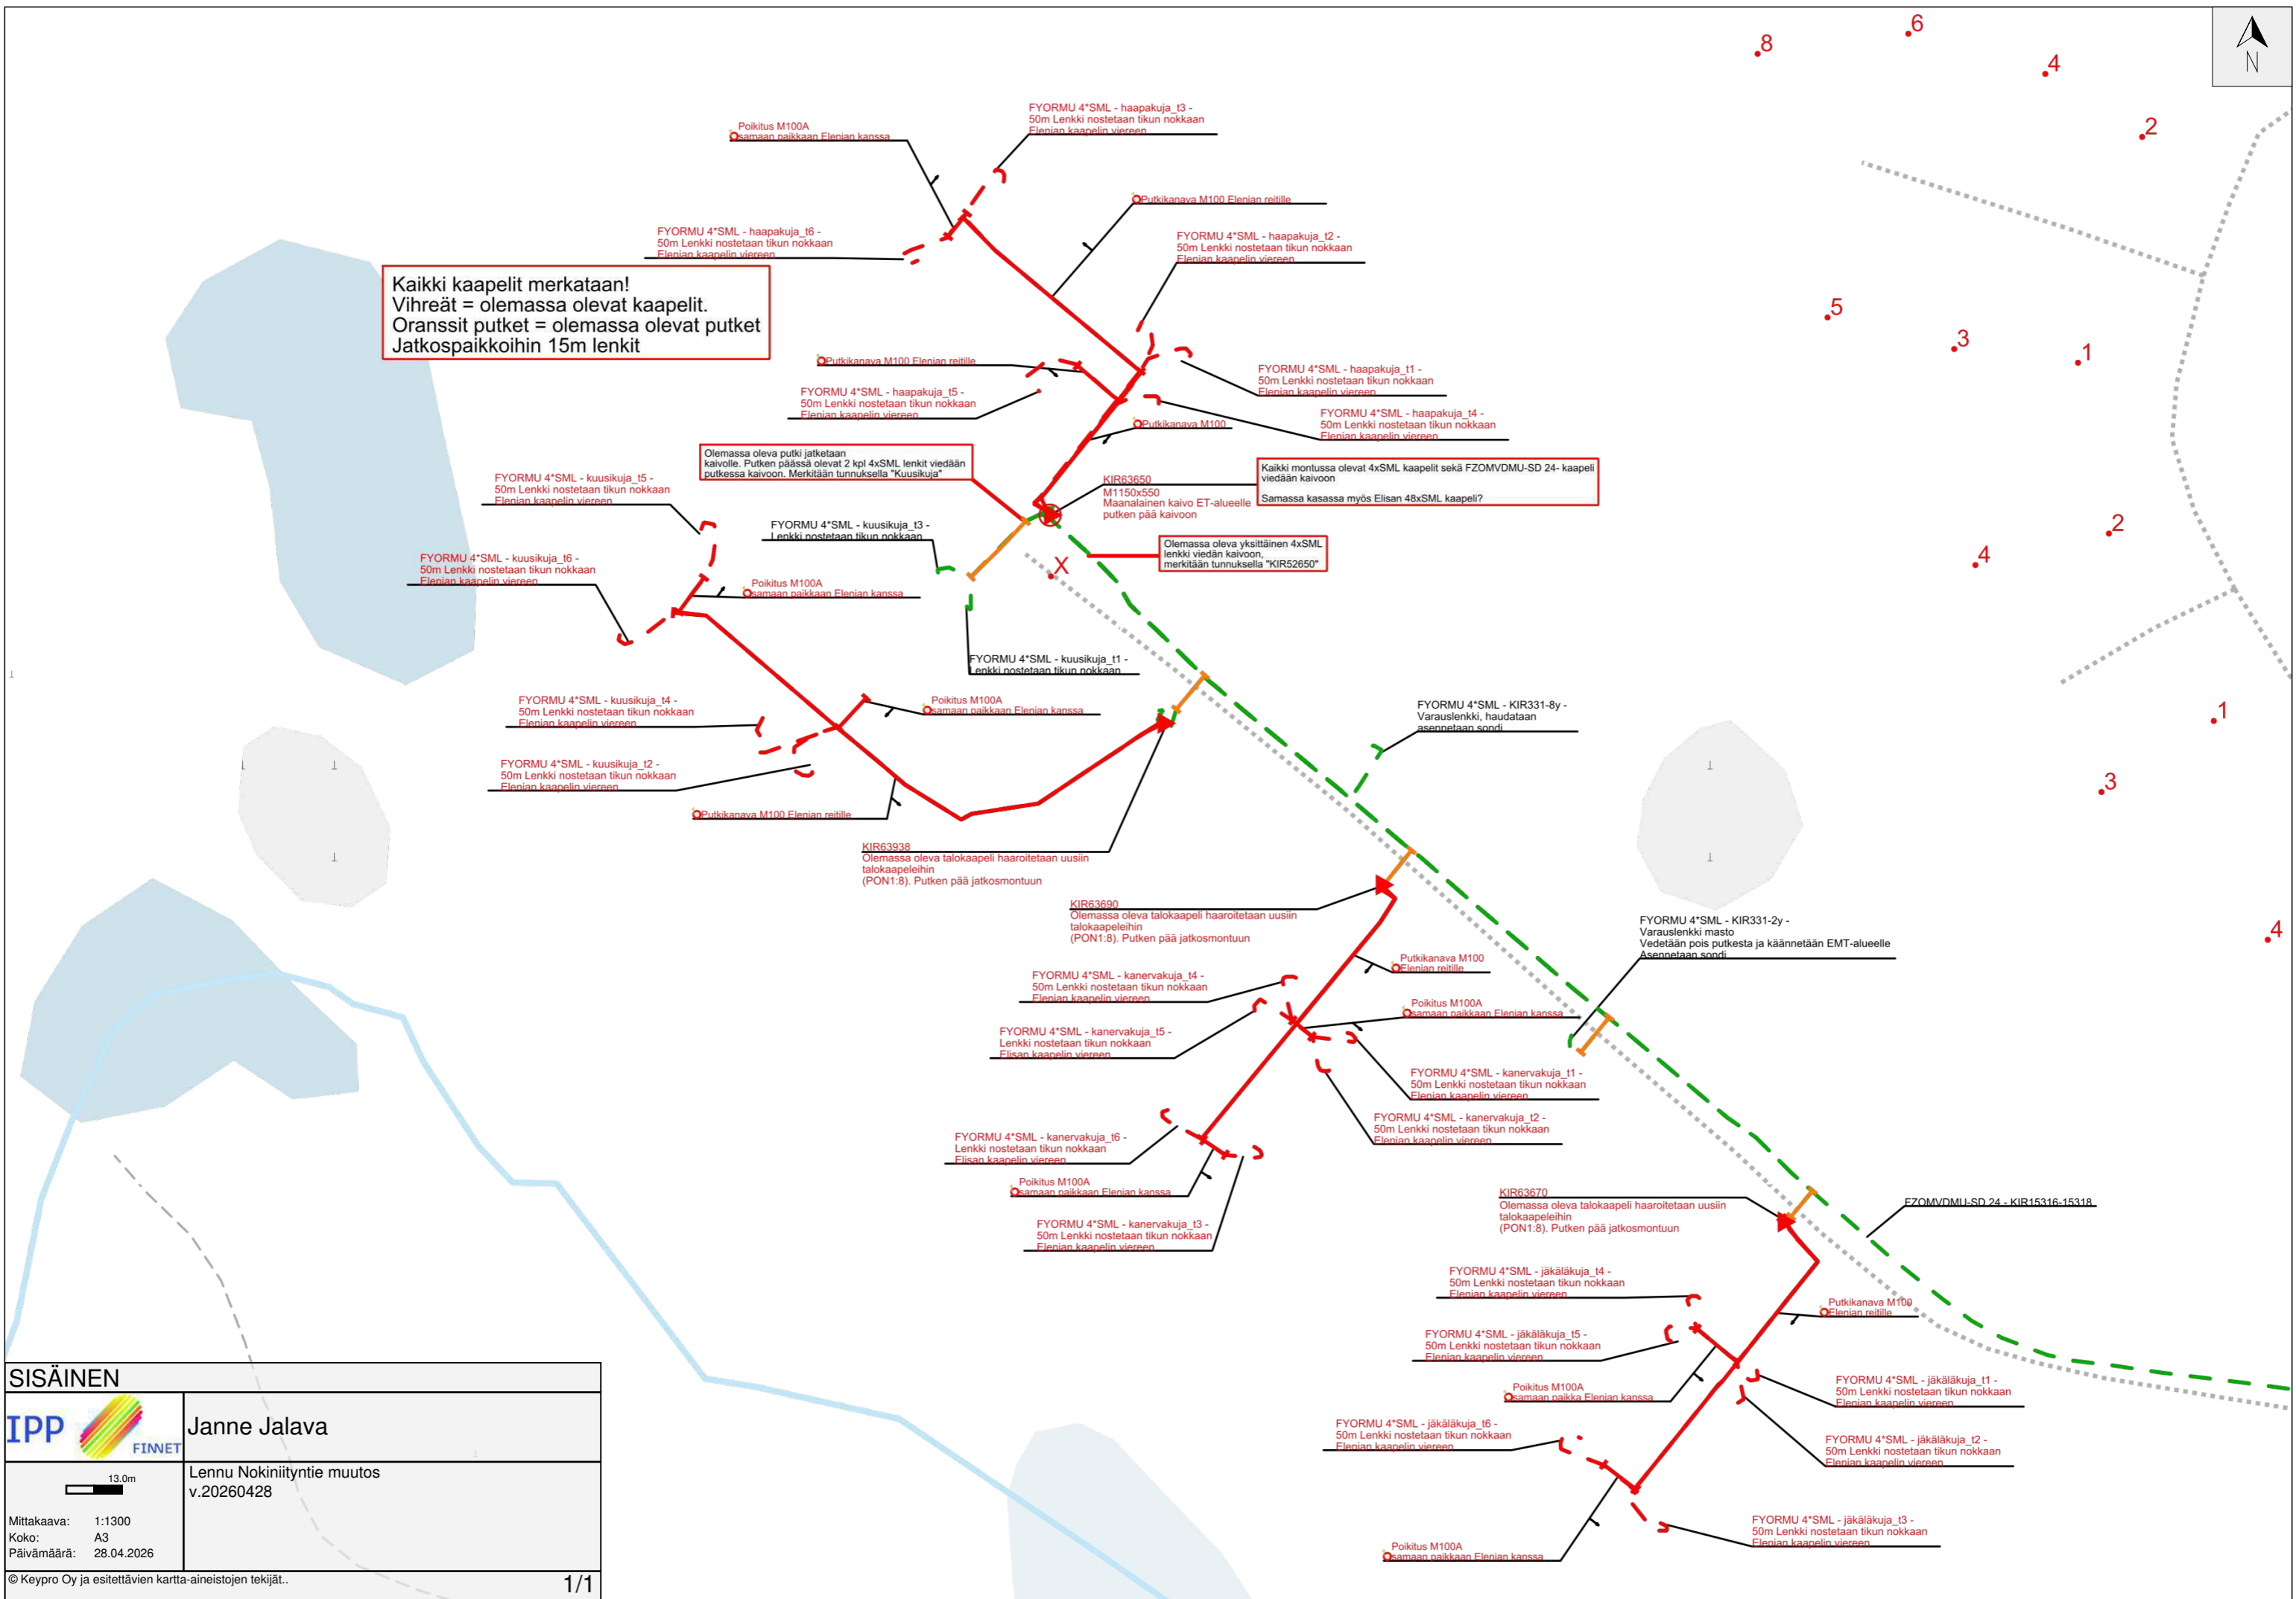 8
6
4
2
N
FYORMU 4*SML - haapakuja_t3 -
50m Lenkki nostetaan tikun nokkaan
Elenian kaapelin viereen
Poikitus M100A
samaan paikkaan Elenian kanssa
Putkikanava M100 Elenian reitille
FYORMU 4*SML - haapakuja_t6 -
50m Lenkki nostetaan tikun nokkaan
Elenian kaapelin viereen
FYORMU 4*SML - haapakuja_t2 -
50m Lenkki nostetaan tikun nokkaan
Elenian kaapelin viereen
Kaikki kaapelit merkataan!
Vihreät = olemassa olevat kaapelit.
Oranssit putket = olemassa olevat putket
Jatkospaikkoihin 15m lenkit
5
3
1
Putkikanava M100 Elenian reitille
FYORMU 4*SML - haapakuja_t5 -
50m Lenkki nostetaan tikun nokkaan
Elenian kaapelin viereen
FYORMU 4*SML - haapakuja_t1 -
50m Lenkki nostetaan tikun nokkaan
Elenian kaapelin viereen
FYORMU 4*SML - haapakuja_t4 -
50m Lenkki nostetaan tikun nokkaan
Elenian kaapelin viereen
Putkikanava M100
Olemassa oleva putki jatketaan
kaivolle. Putken päässä olevat 2 kpl 4xSML lenkit viedään
putkessa kaivoon. Merkitään tunnuksella "Kuusikuja"
Kaikki montussa olevat 4xSML kaapelit sekä FZOMVDMU-SD 24- kaapeli
viedään kaivoon
Samassa kasassa myös Elisan 48xSML kaapeli?
KIR63650
M1150x550
Maanalainen kaivo ET-alueelle
putken pää kaivoon
FYORMU 4*SML - kuusikuja_t5 -
50m Lenkki nostetaan tikun nokkaan
Elenian kaapelin viereen
FYORMU 4*SML - kuusikuja_t3 -
Lenkki nostetaan tikun nokkaan
Olemassa oleva yksittäinen 4xSML
lenkki viedän kaivoon,
merkitään tunnuksella "KIR52650"
X
2
4
FYORMU 4*SML - kuusikuja_t6 -
50m Lenkki nostetaan tikun nokkaan
Elenian kaapelin viereen
Poikitus M100A
samaan paikkaan Elenian kanssa
FYORMU 4*SML - kuusikuja_t1 -
Lenkki nostetaan tikun nokkaan
FYORMU 4*SML - kuusikuja_t4 -
50m Lenkki nostetaan tikun nokkaan
Elenian kaapelin viereen
Poikitus M100A
samaan paikkaan Elenian kanssa
FYORMU 4*SML - KIR331-8y -
Varauslenkki, haudataan
asennetaan sondi
1
3
FYORMU 4*SML - kuusikuja_t2 -
50m Lenkki nostetaan tikun nokkaan
Elenian kaapelin viereen
Putkikanava M100 Elenian reitille
KIR63938
Olemassa oleva talokaapeli haaroitetaan uusiin
talokaapeleihin
(PON1:8). Putken pää jatkosmontuun
KIR63690
Olemassa oleva talokaapeli haaroitetaan uusiin
talokaapeleihin
(PON1:8). Putken pää jatkosmontuun
FYORMU 4*SML - KIR331-2y -
Varauslenkki masto
Vedetään pois putkesta ja käännetään EMT-alueelle
Asennetaan sondi
4
Putkikanava M100
Elenian reitille
FYORMU 4*SML - kanervakuja_t4 -
50m Lenkki nostetaan tikun nokkaan
Elenian kaapelin viereen
Poikitus M100A
samaan paikkaan Elenian kanssa
FYORMU 4*SML - kanervakuja_t5 -
Lenkki nostetaan tikun nokkaan
Elisan kaapelin viereen
FYORMU 4*SML - kanervakuja_t1 -
50m Lenkki nostetaan tikun nokkaan
Elenian kaapelin viereen
FYORMU 4*SML - kanervakuja_t2 -
50m Lenkki nostetaan tikun nokkaan
Elenian kaapelin viereen
FYORMU 4*SML - kanervakuja_t6 -
Lenkki nostetaan tikun nokkaan
Elisan kaapelin viereen
Poikitus M100A
samaan paikkaan Elenian kanssa
FYORMU 4*SML - kanervakuja_t3 -
50m Lenkki nostetaan tikun nokkaan
Elenian kaapelin viereen
KIR63670
Olemassa oleva talokaapeli haaroitetaan uusiin
talokaapeleihin
(PON1:8). Putken pää jatkosmontuun
FZOMVDMU-SD 24 - KIR15316-15318
FYORMU 4*SML - jäkäläkuja_t4 -
50m Lenkki nostetaan tikun nokkaan
Elenian kaapelin viereen
Putkikanava M100
Elenian reitille
FYORMU 4*SML - jäkäläkuja_t5 -
50m Lenkki nostetaan tikun nokkaan
Elenian kaapelin viereen
Poikitus M100A
samaan paikka Elenian kanssa
FYORMU 4*SML - jäkäläkuja_t1 -
50m Lenkki nostetaan tikun nokkaan
Elenian kaapelin viereen
FYORMU 4*SML - jäkäläkuja_t6 -
50m Lenkki nostetaan tikun nokkaan
Elenian kaapelin viereen
FYORMU 4*SML - jäkäläkuja_t2 -
50m Lenkki nostetaan tikun nokkaan
Elenian kaapelin viereen
FYORMU 4*SML - jäkäläkuja_t3 -
50m Lenkki nostetaan tikun nokkaan
Elenian kaapelin viereen
Poikitus M100A
samaan paikkaan Elenian kanssa
SISÄINEN
IPP
FINNET
Janne Jalava
13.0m
Lennu Nokiniityntie muutos
v.20260428
Mittakaava: 1:1300
Koko: A3
Päivämäärä: 28.04.2026
© Keypro Oy ja esitettävien kartta-aineistojen tekijät..
1/1